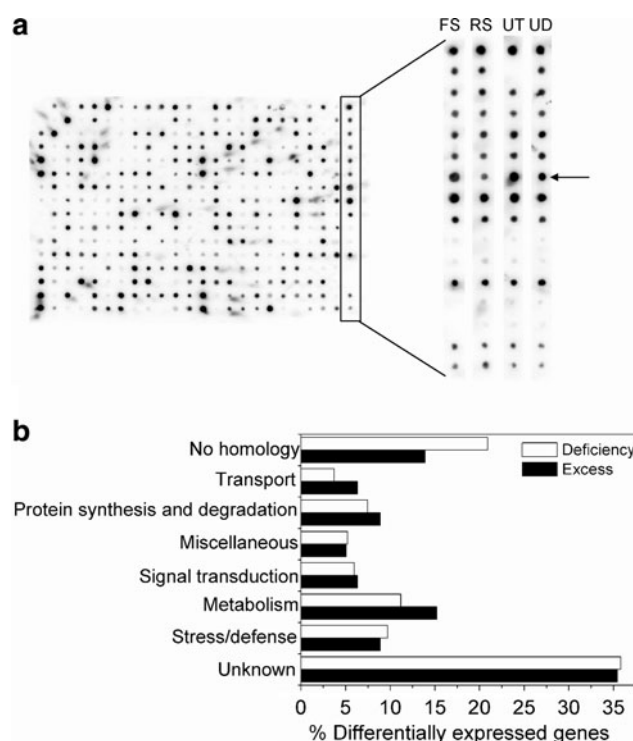 a
FS RS UT UD
b
No homology
Transport
Protein synthesis and degradation
Miscellaneous
Signal transduction
Metabolism
Stress/defense
Unknown
Deficiency
Excess
0 5 10 15 20 25 30 35
% Differentially expressed genes